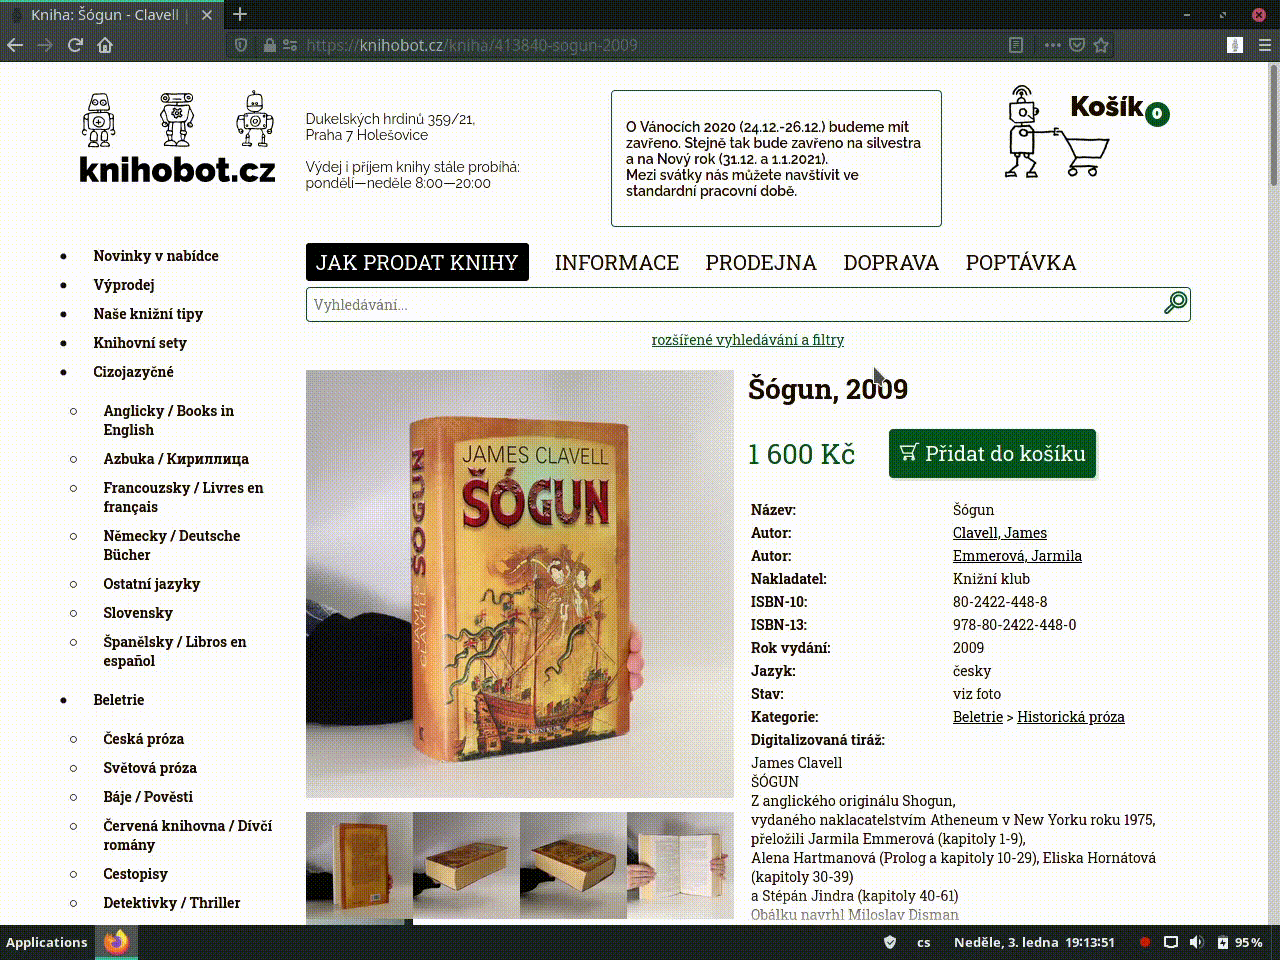 Kniha: Šógun - Clavell |
https://knihobot.cz/kniha/413840-sogun-2009
knihobot.cz
Dukelských hrdinů 359/21,
Praha 7 Holešovice
Výdej i příjem knihy stále probíhá:
pondělí—neděle 8:00—20:00
O Vánocích 2020 (24.12.-26.12.) budeme mít
zavřeno. Stejně tak bude zavřeno na silvestra
a na Nový rok (31.12. a 1.1.2021).
Mezi svátky nás můžete navštívit ve
standardní pracovní době.
Košík 0
JAK PRODAT KNIHY INFORMACE PRODEJNA DOPRAVA POPTÁVKA
Vyhledávání...
rozšířené vyhledávání a filtry
Novinky v nabídce
Výprodej
Naše knižní tipy
Knihovní sety
Cizojazyčné
Anglicky / Books in
English
Azbuka / Кириллица
Francouzsky / Livres en
français
Německy / Deutsche
Bücher
Ostatní jazyky
Slovensky
Španělsky / Libros en
español
Beletrie
Česká próza
Světová próza
Báje / Pověsti
Červená knihovna / Dívčí
romány
Cestopisy
Detektivky / Thriller
JAMES CLAVELL
ŠÓGUN
JAMES CLAVELL ŠÓGUN
Šógun, 2009
1 600 Kč
Přidat do košíku
Název: Šógun
Autor: Clavell, James
Autor: Emmerová, Jarmila
Nakladatel: Knižní klub
ISBN-10: 80-2422-448-8
ISBN-13: 978-80-2422-448-0
Rok vydání: 2009
Jazyk: česky
Stav: viz foto
Kategorie: Beletrie > Historická próza
Digitalizovaná tiráž:
James Clavell
ŠÓGUN
Z anglického originálu Shogun,
vydaného naklacatelstvím Atheneum v New Yorku roku 1975,
přeložili Jarmila Emmerová (kapitoly 1-9),
Alena Hartmanová (Prolog a kapitoly 10-29), Eliska Hornátová
(kapitoly 30-39)
a Stépán Jindra (kapitoly 40-61)
Obálku navrhl Miloslav Disman
Applications
cs
Neděle, 3. ledna 19:13:51
95%